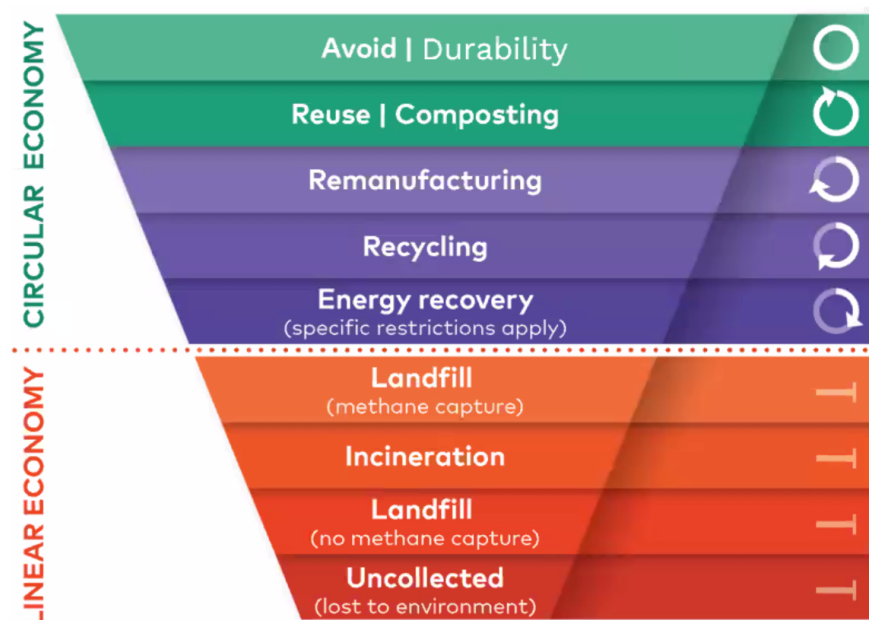 CIRCULAR ECONOMY
Avoid | Durability
Reuse | Composting
Remanufacturing
Recycling
Energy recovery
(specific restrictions apply)
LINEAR ECONOMY
Landfill
(methane capture)
Incineration
Landfill
(no methane capture)
Uncollected
(lost to environment)